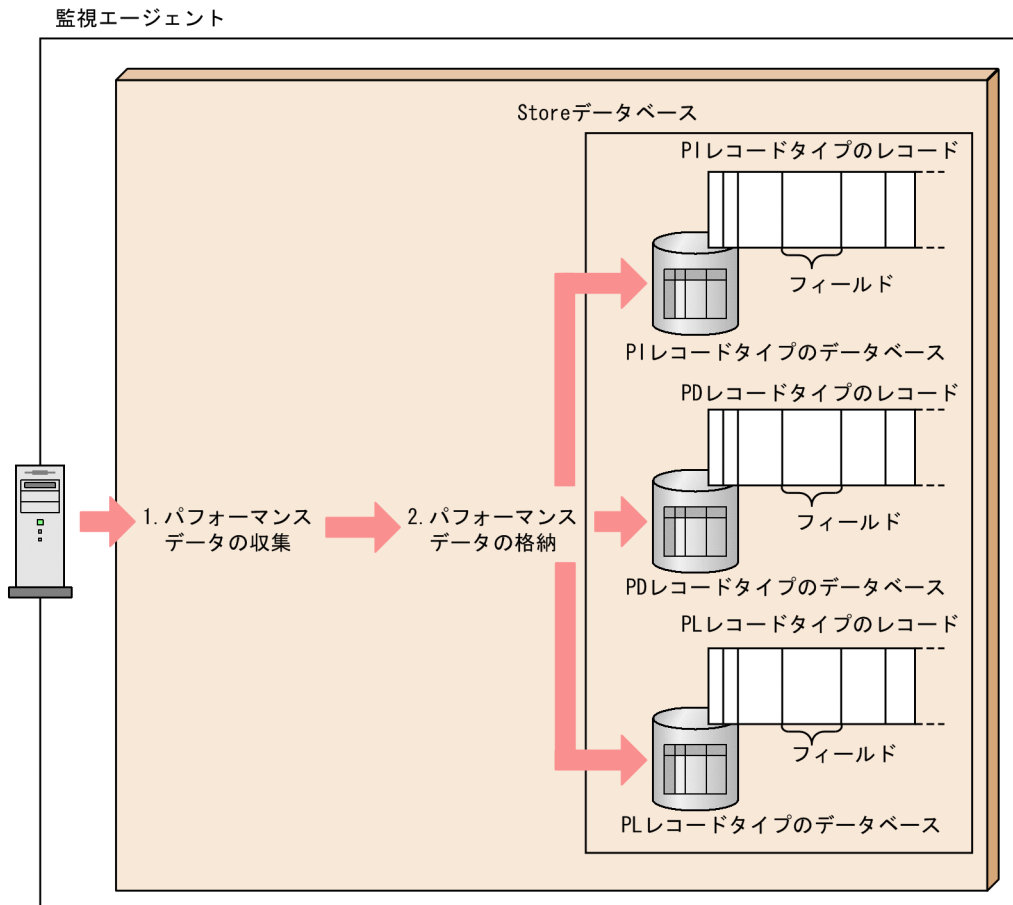 監視エージェント
Storeデータベース
PIレコードタイプのレコード
フィールド
PIレコードタイプのデータベース
PDレコードタイプのレコード
1.パフォーマンス
データの収集
2.パフォーマンス
データの格納
フィールド
PDレコードタイプのデータベース
PLレコードタイプのレコード
フィールド
PLレコードタイプのデータベース